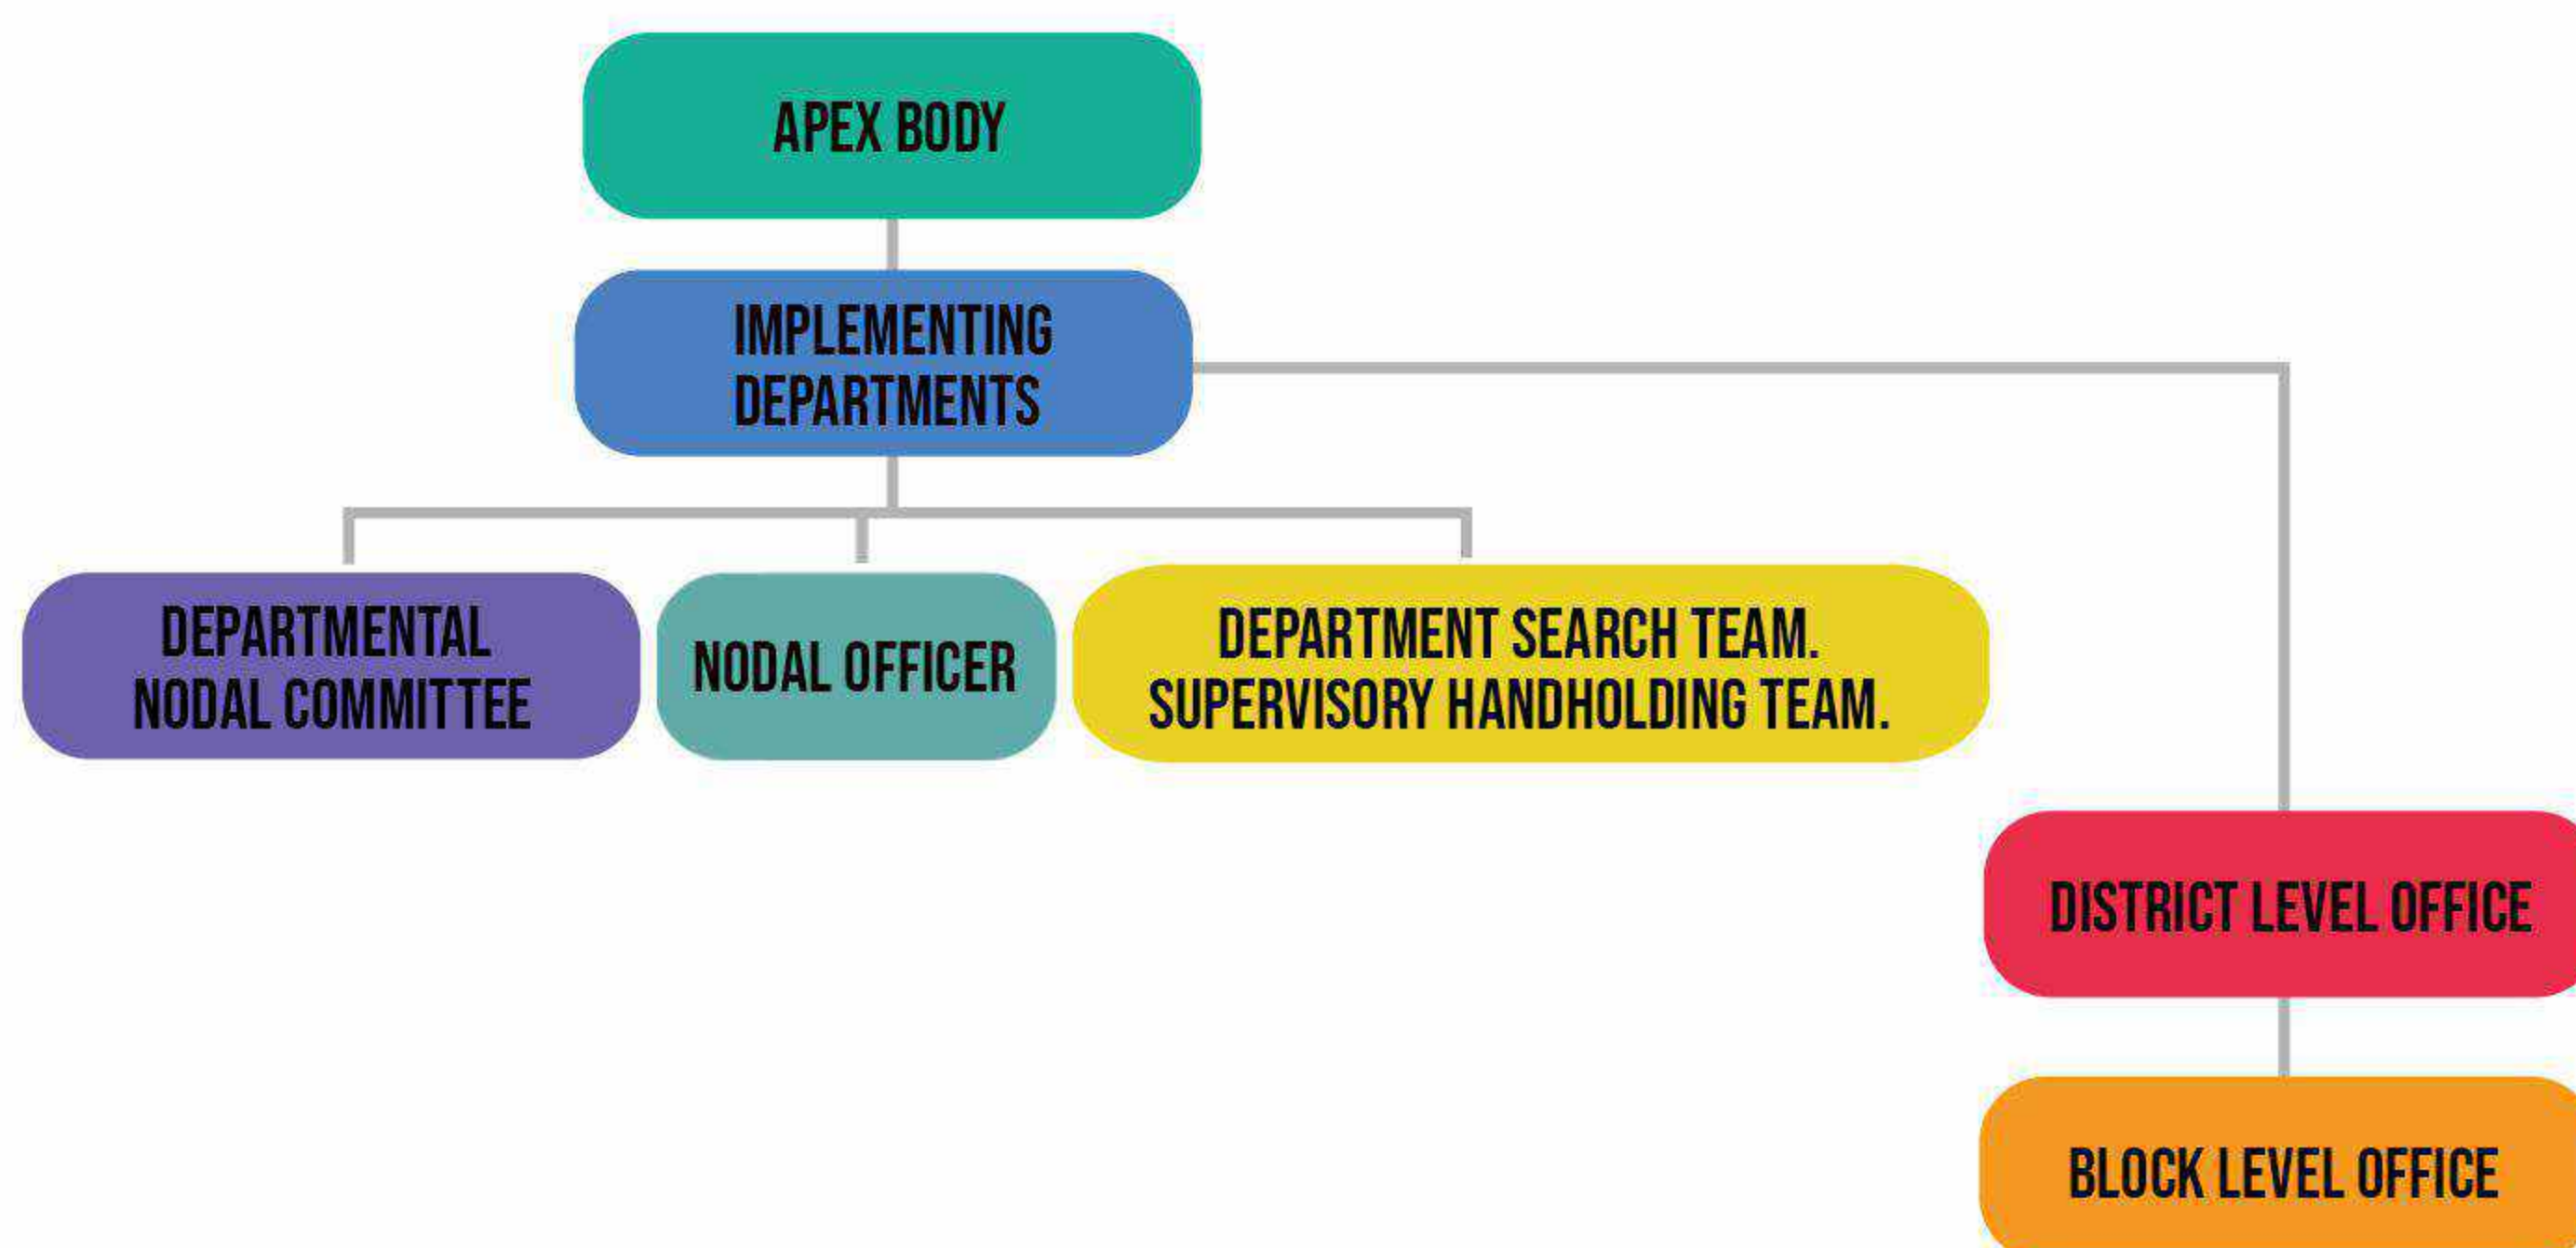 APEX BODY
IMPLEMENTING
DEPARTMENTS
DEPARTMENTAL
NODAL COMMITTEE
NODAL OFFICER
DEPARTMENT SEARCH TEAM.
SUPERVISORY HANDHOLDING TEAM.
DISTRICT LEVEL OFFICE
BLOCK LEVEL OFFICE